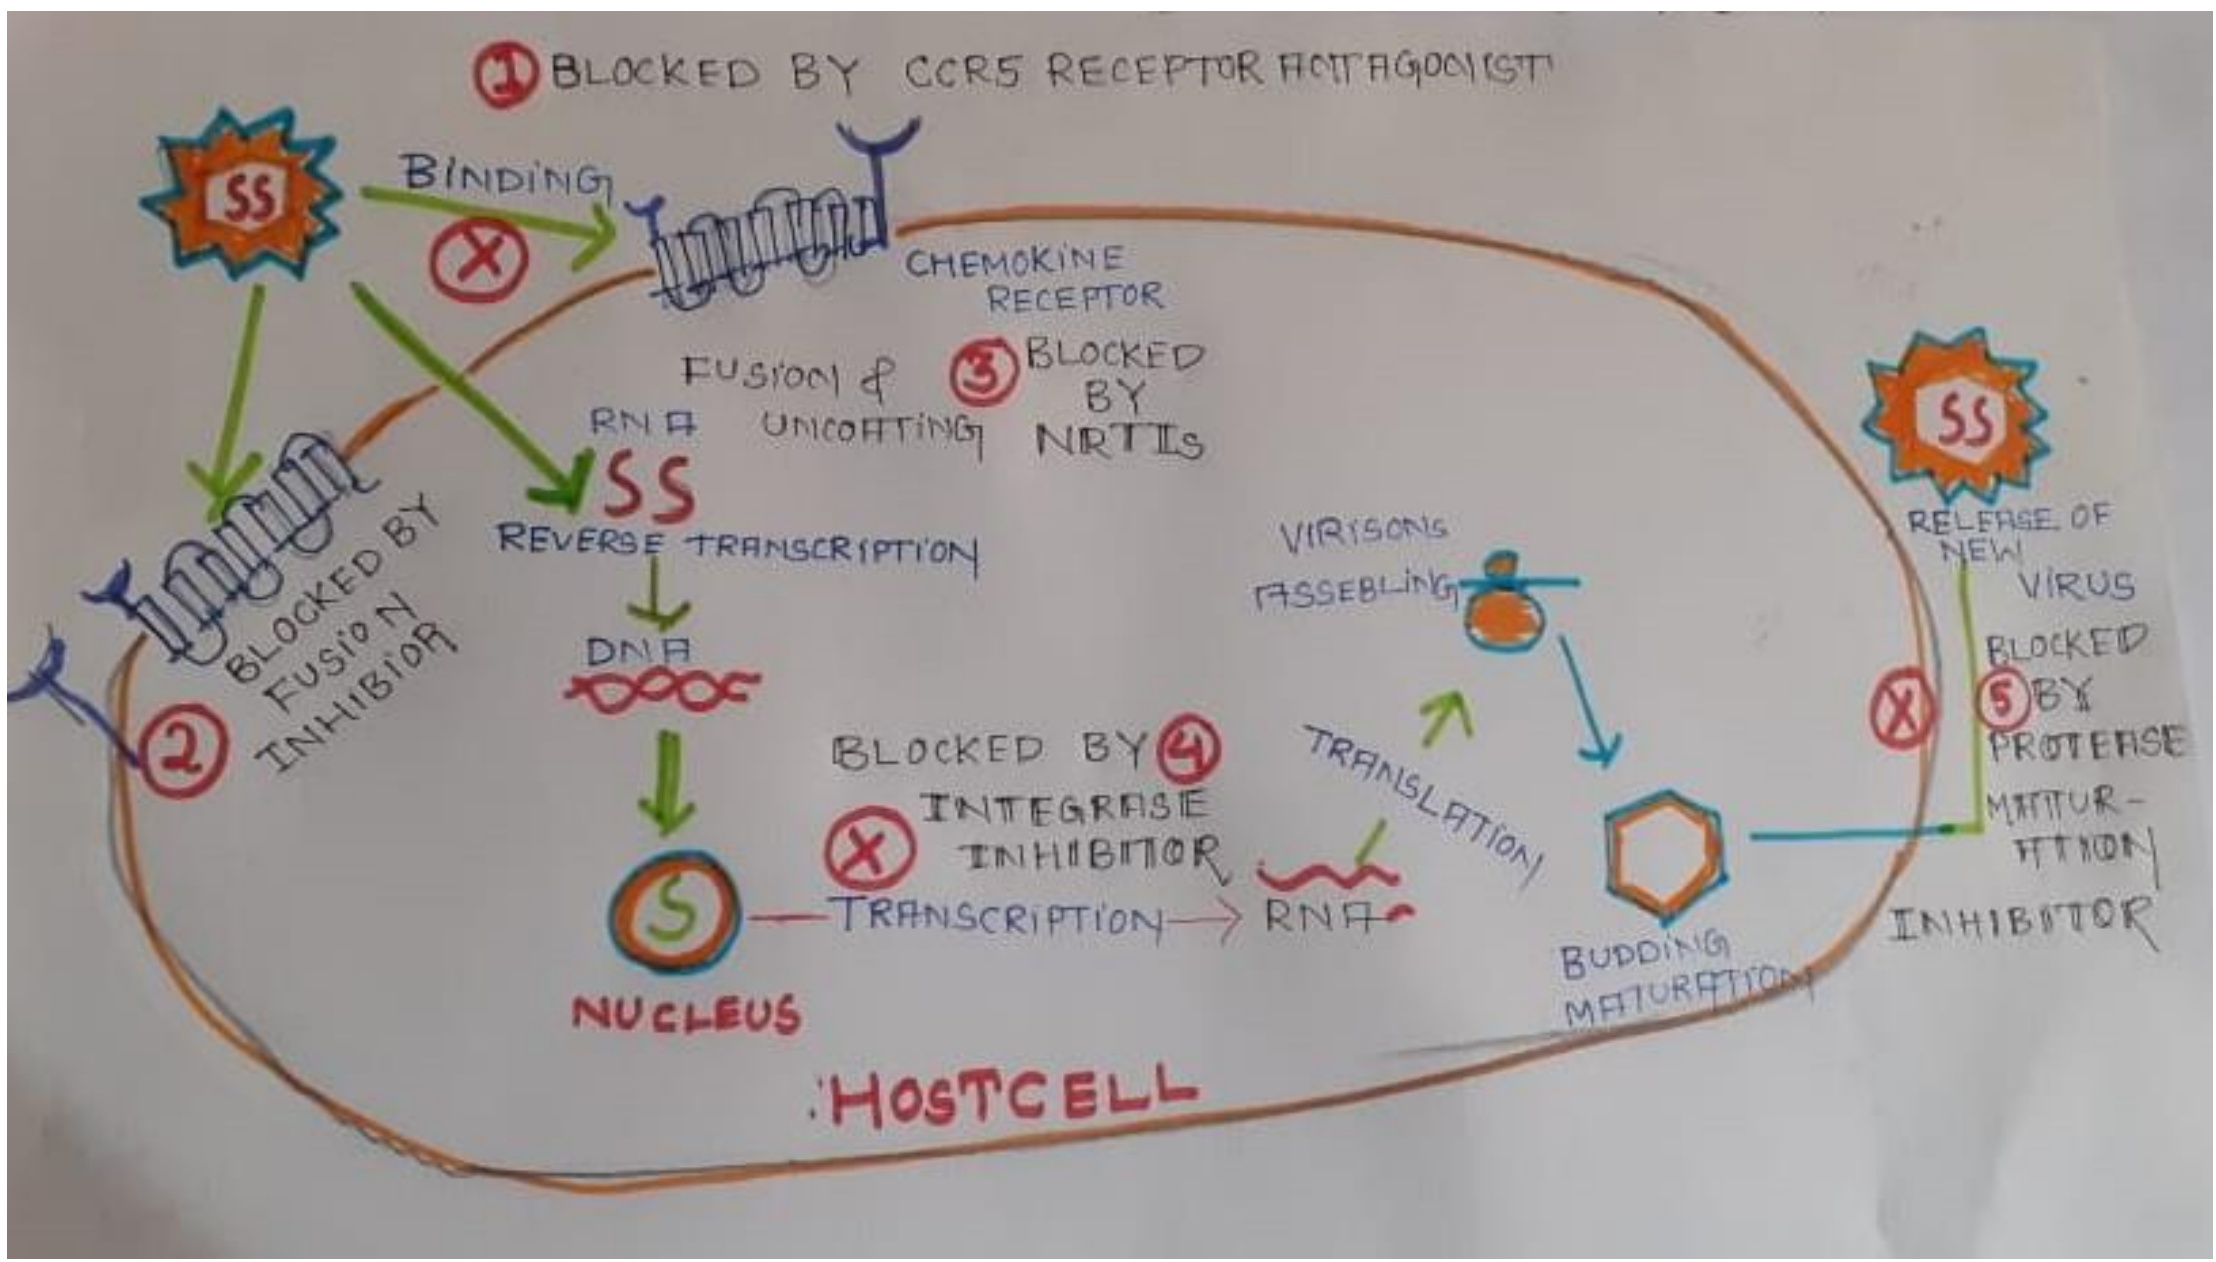 1 BLOCKED BY CCR5 RECEPTOR ANTAGONIST
SS
BINDING
X
CHEMOKINE
RECEPTOR
FUSION &
UNCOATING
3 BLOCKED
BY
NRTIs
RNA
SS
REVERSE TRANSCRIPTION
DNA
BLOCKED BY
FUSION
INHIBIOR
2
BLOCKED BY 4
INTEGRASE
INHIBITOR
X
S
TRANSCRIPTION
RNA
NUCLEUS
TRANSLATION
VIRISONS
ASSEBLING
BUDDING
MATURATION
SS
RELEASE OF
NEW
VIRUS
BLOCKED
5 BY
X
PROTEASE
MATUR-
ATION
INHIBITOR
:HOSTCELL